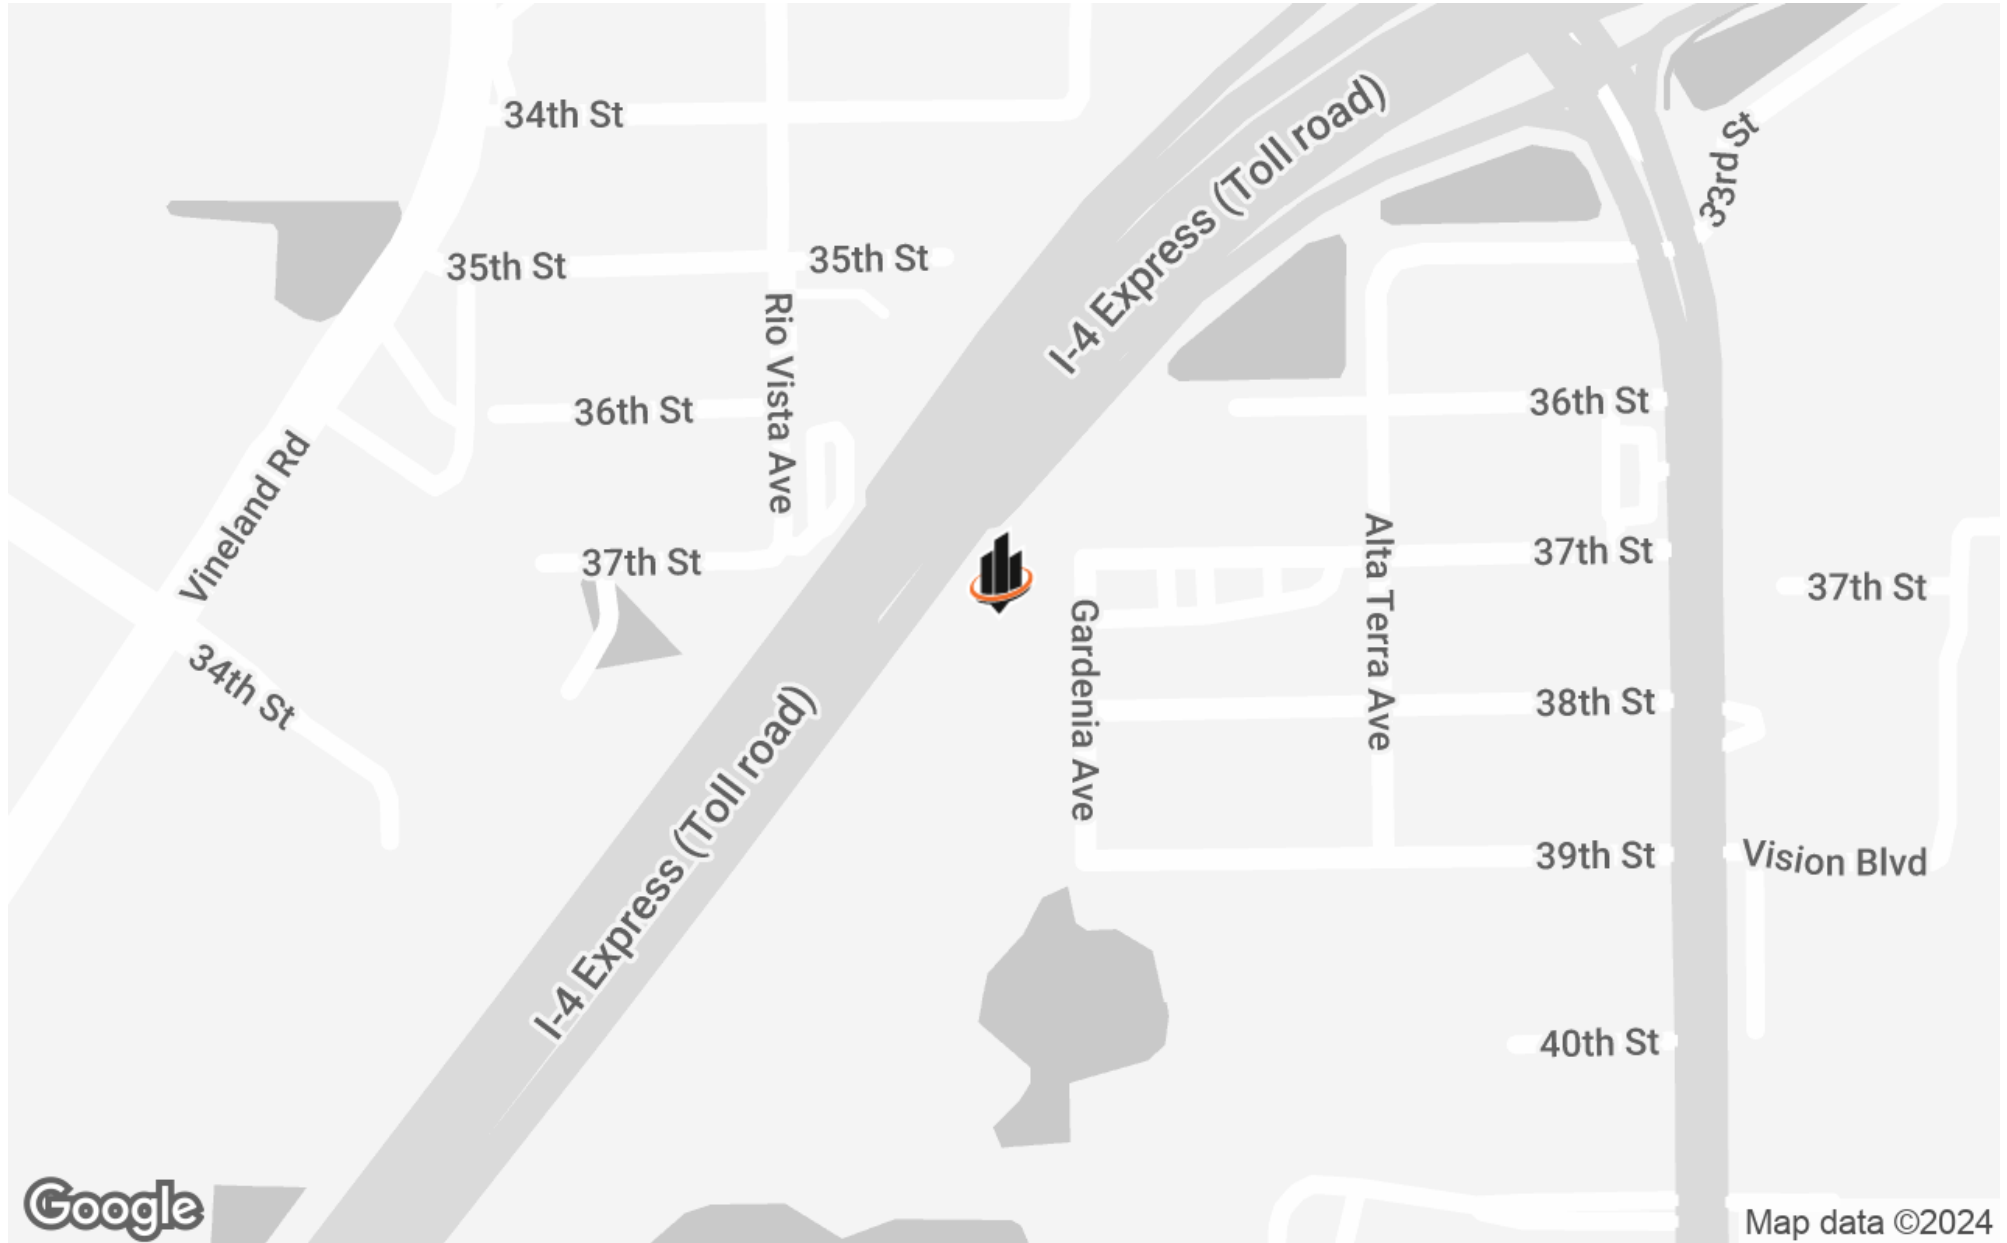 34th St
I-4 Express (Toll road)
33rd St
35th St
35th St
Rio Vista Ave
36th St
36th St
Vineland Rd
37th St
37th St
37th St
Alta Terra Ave
Gardenia Ave
34th St
38th St
I-4 Express (Toll road)
39th St
Vision Blvd
40th St
Google
Map data ©2024